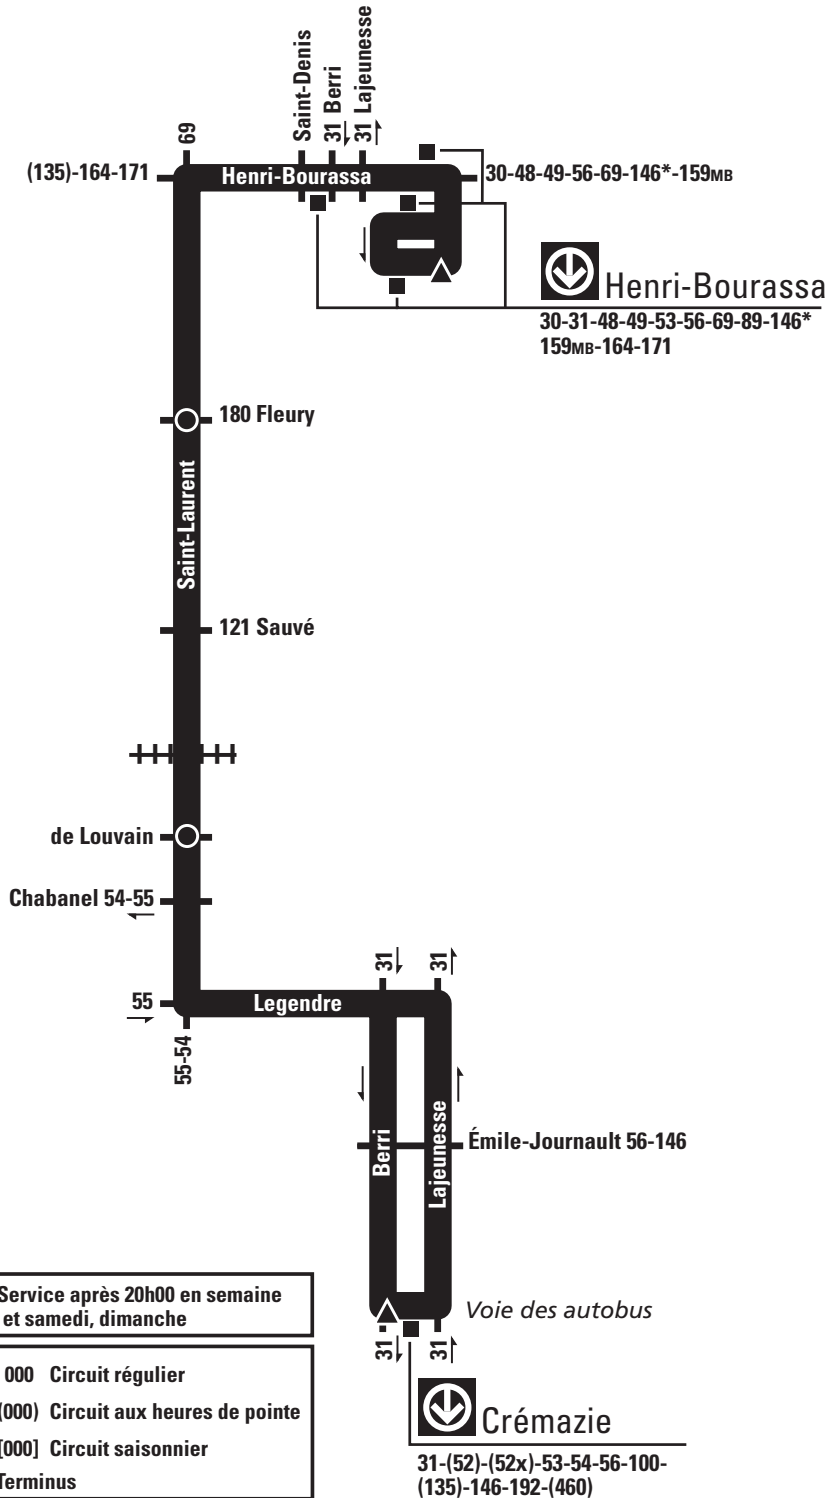 Saint-Denis
31 Berri
31 Lajeunesse
69
(135)-164-171
Henri-Bourassa
30-48-49-56-69-146*-159MB
Henri-Bourassa
30-31-48-49-53-56-69-89-146*
159MB-164-171
180 Fleury
Saint-Laurent
121 Sauvé
de Louvain
Chabanel 54-55
31
31
55
Legendre
55-54
Berri
Lajeunesse
Émile-Journault 56-146
Service après 20h00 en semaine
et samedi, dimanche
Voie des autobus
31
31
000 Circuit régulier
(000) Circuit aux heures de pointe
[000] Circuit saisonnier
Terminus
Crémazie
31-(52)-(52x)-53-54-56-100-
(135)-146-192-(460)